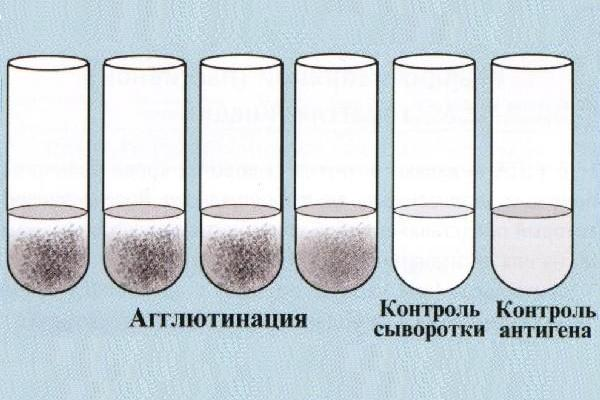 Агглютинация
Контроль
сыворотки
Контроль
антигена